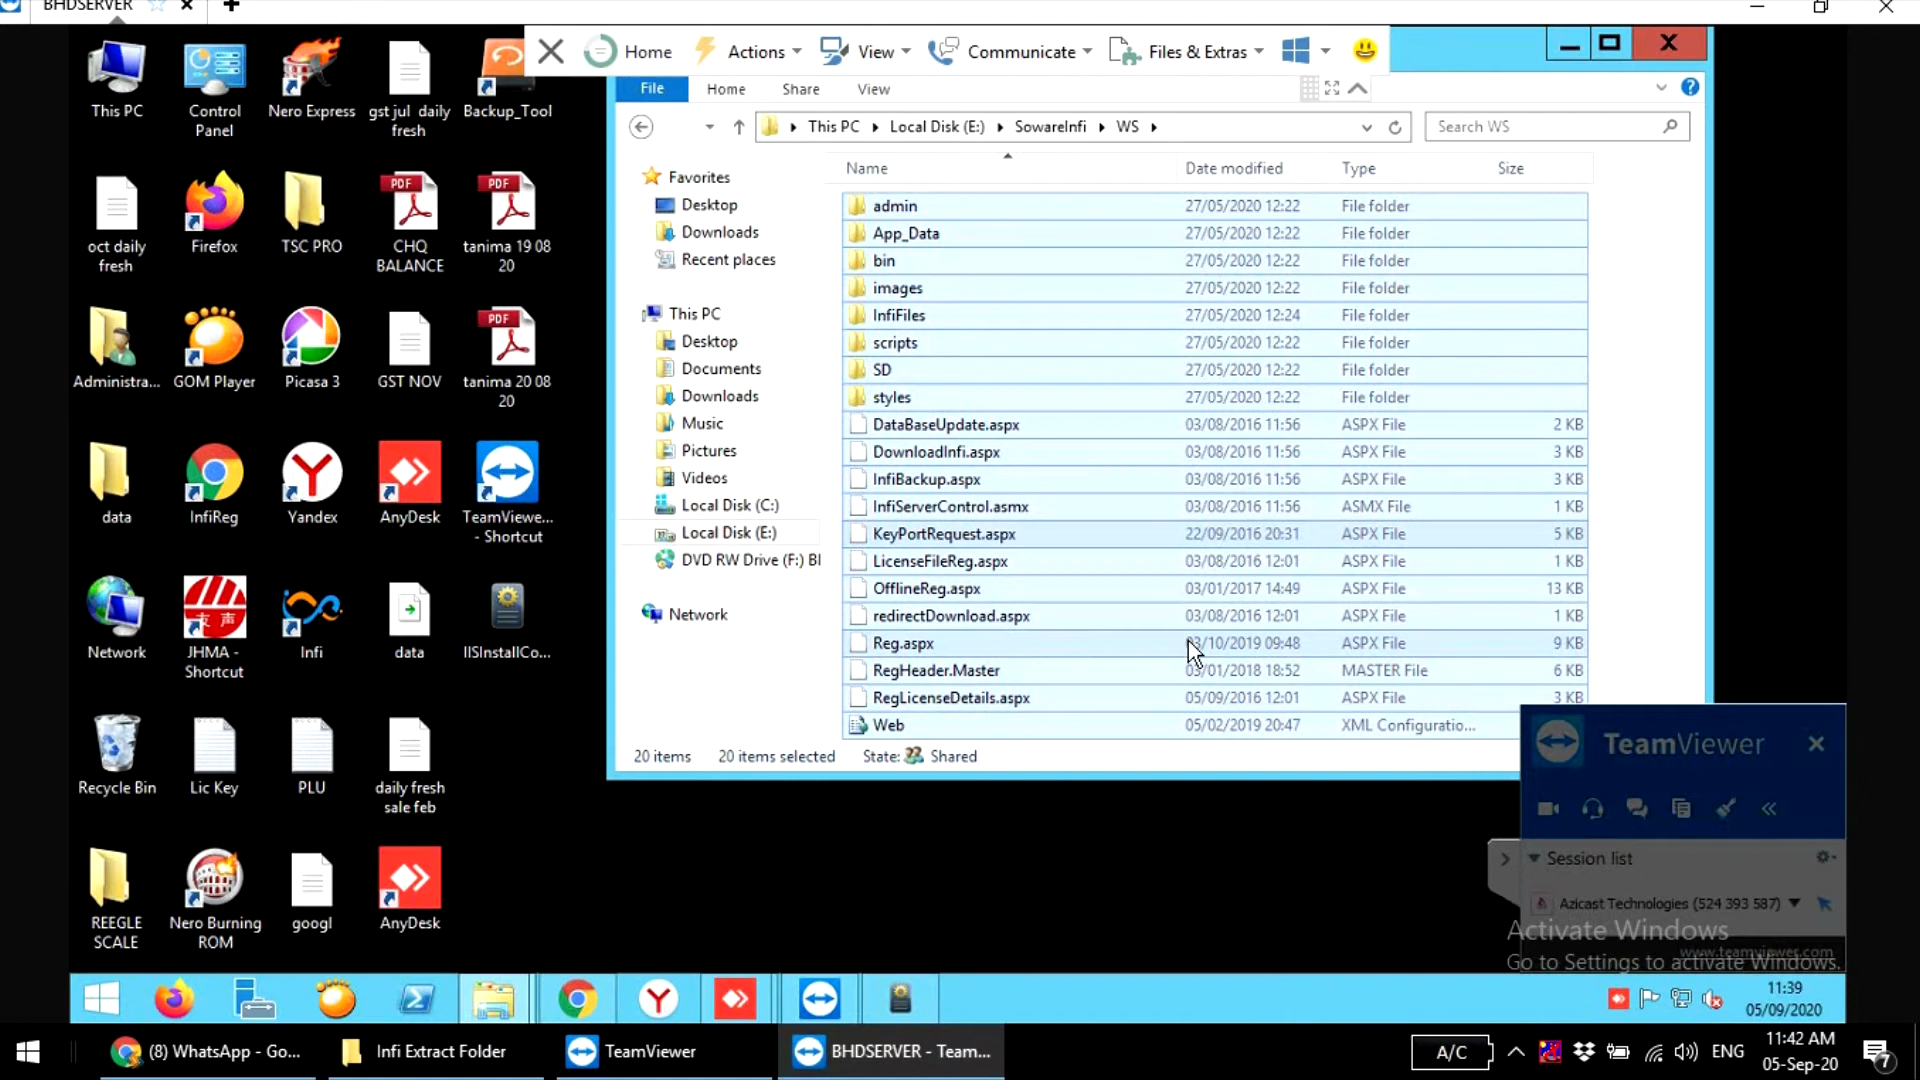 BHDSERVER
Home
Actions
View
Communicate
Files & Extras
File
Home
Share
View
This PC
Local Disk (E:)
SowareInfi
WS
Search WS
Name
Date modified
Type
Size
Favorites
Desktop
Downloads
Recent places
This PC
Desktop
Documents
Downloads
Music
Pictures
Videos
Local Disk (C:)
Local Disk (E:)
DVD RW Drive (F:) BI
Network
admin 27/05/2020 12:22 File folder
App_Data 27/05/2020 12:22 File folder
bin 27/05/2020 12:22 File folder
images 27/05/2020 12:22 File folder
InfiFiles 27/05/2020 12:24 File folder
scripts 27/05/2020 12:22 File folder
SD 27/05/2020 12:22 File folder
styles 27/05/2020 12:22 File folder
DataBaseUpdate.aspx 03/08/2016 11:56 ASPX File 2 KB
DownloadInfi.aspx 03/08/2016 11:56 ASPX File 3 KB
InfiBackup.aspx 03/08/2016 11:56 ASPX File 3 KB
InfiServerControl.asmx 03/08/2016 11:56 ASMX File 1 KB
KeyPortRequest.aspx 22/09/2016 20:31 ASPX File 5 KB
LicenseFileReg.aspx 03/08/2016 12:01 ASPX File 1 KB
OfflineReg.aspx 03/01/2017 14:49 ASPX File 13 KB
redirectDownload.aspx 03/08/2016 12:01 ASPX File 1 KB
Reg.aspx 03/10/2019 09:48 ASPX File 9 KB
RegHeader.Master 03/01/2018 18:52 MASTER File 6 KB
RegLicenseDetails.aspx 05/09/2016 12:01 ASPX File 3 KB
Web 05/02/2019 20:47 XML Configuratio...
20 items
20 items selected
State: Shared
This PC
Control
Panel
Nero Express
gst jul daily
fresh
Backup_Tool
oct daily
fresh
Firefox
TSC PRO
CHQ
BALANCE
tanima 19 08
20
Administra...
GOM Player
Picasa 3
GST NOV
tanima 20 08
20
data
InfiReg
Yandex
AnyDesk
TeamViewe...
- Shortcut
Network
JHMA -
Shortcut
Infi
data
IISInstallCo...
Recycle Bin
Lic Key
PLU
daily fresh
sale feb
REEGLE
SCALE
Nero Burning
ROM
googl
AnyDesk
PDF
PDF
PDF
友声
TeamViewer
Session list
Azicast Technologies (524 393 587)
www.teamviewer.com
Activate Windows
Go to Settings to activate Windows.
11:39
05/09/2020
(8) WhatsApp - Go...
Infi Extract Folder
TeamViewer
BHDSERVER - Team...
A/C
ENG
11:42 AM
05-Sep-20
7